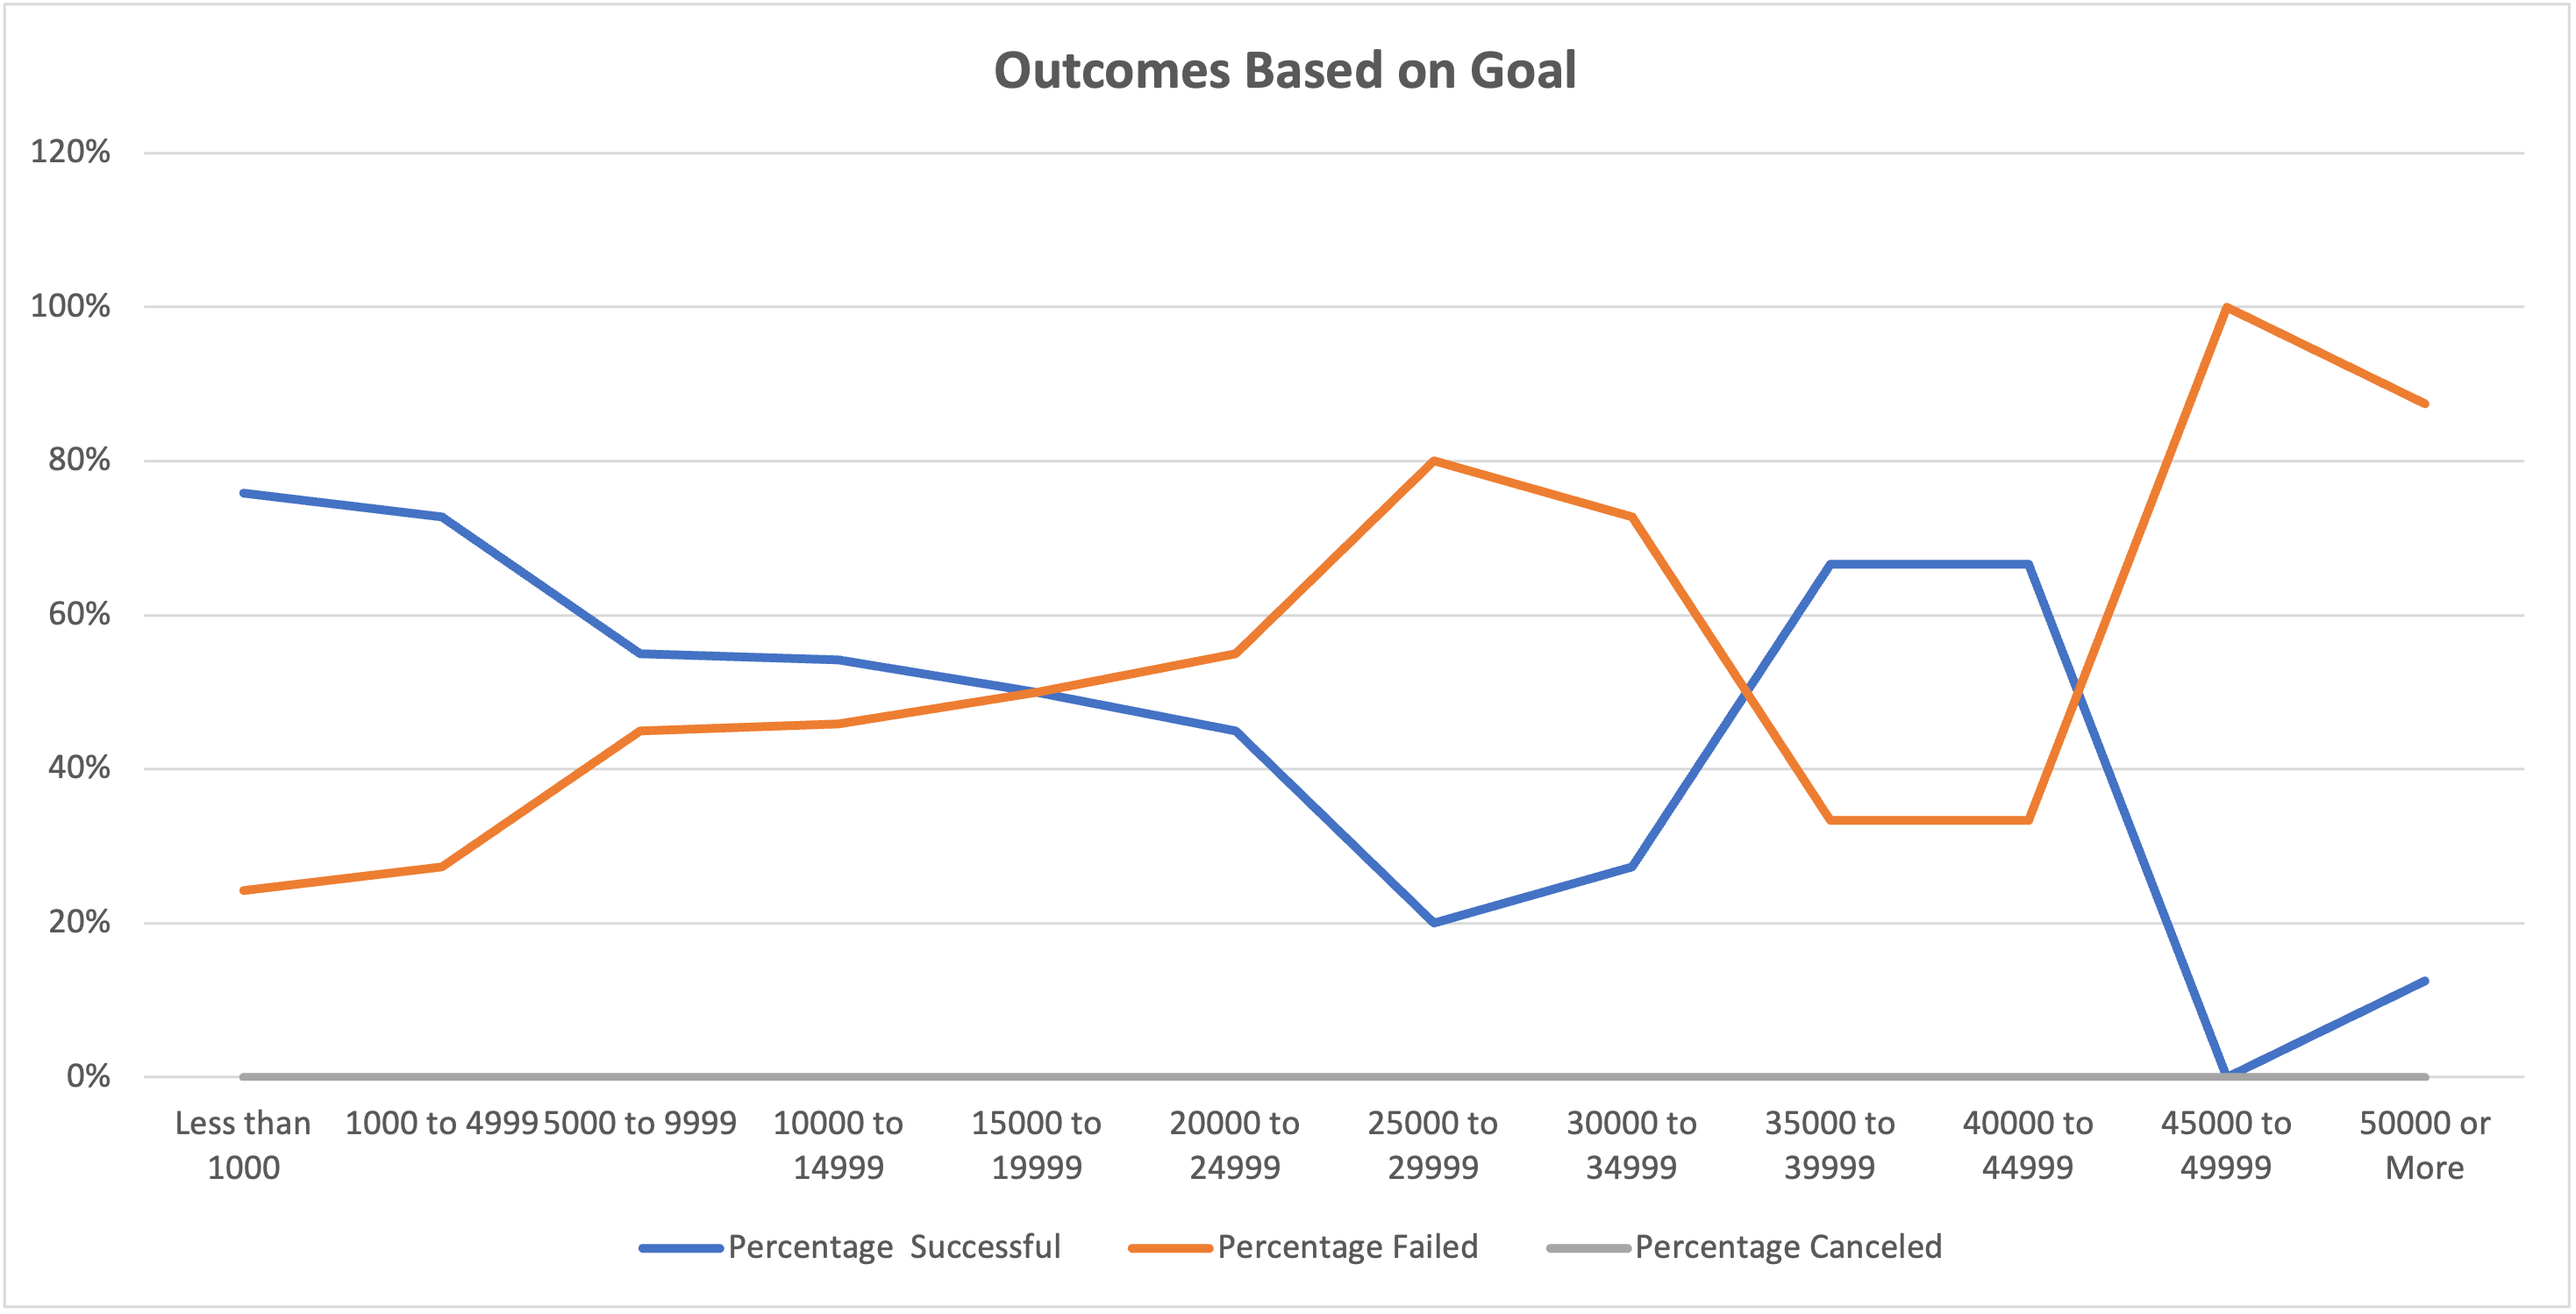 Outcomes Based on Goal
120%
100%
80%
60%
40%
20%
0%
Less than
1000
1000 to 4999
5000 to 9999
10000 to
14999
15000 to
19999
20000 to
24999
25000 to
29999
30000 to
34999
35000 to
39999
40000 to
44999
45000 to
49999
50000 or
More
Percentage  Successful
Percentage Failed
Percentage Canceled